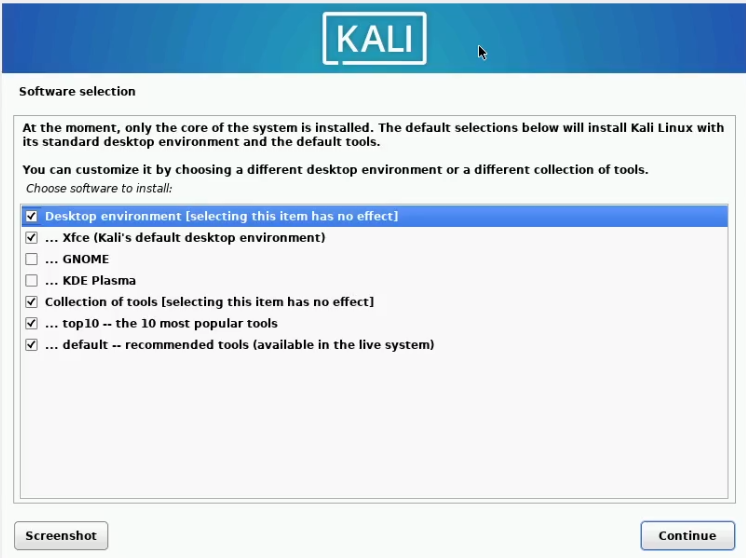 KALI
Software selection
At the moment, only the core of the system is installed. The default selections below will install Kali Linux with
its standard desktop environment and the default tools.
You can customize it by choosing a different desktop environment or a different collection of tools.
Choose software to install:
Desktop environment [selecting this item has no effect]
... Xfce (Kali's default desktop environment)
... GNOME
... KDE Plasma
Collection of tools [selecting this item has no effect]
... top10 -- the 10 most popular tools
... default -- recommended tools (available in the live system)
Screenshot
Continue